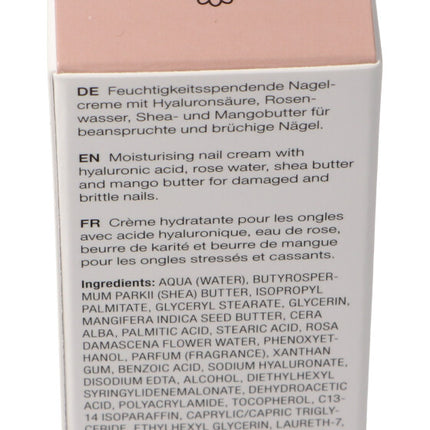 DE Feuchtigkeitsspendende Nagel-
creme mit Hyaluronsäure, Rosen-
wasser, Shea- und Mangobutter für
beanspruchte und brüchige Nägel.
EN Moisturising nail cream with
hyaluronic acid, rose water, shea butter
and mango butter for damaged and
brittle nails.
FR Crème hydratante pour les ongles
avec acide hyaluronique, eau de rose,
beurre de karité et beurre de mangue
pour les ongles stressés et cassants.
Ingredients: AQUA (WATER), BUTYROSPER-
MUM PARKII (SHEA) BUTTER, ISOPROPYL
PALMITATE, GLYCERYL STEARATE, GLYCERIN,
MANGIFERA INDICA SEED BUTTER, CERA
ALBA, PALMITIC ACID, STEARIC ACID, ROSA
DAMASCENA FLOWER WATER, PHENOXYET-
HANOL, PARFUM (FRAGRANCE), XANTHAN
GUM, BENZOIC ACID, SODIUM HYALURONATE,
DISODIUM EDTA, ALCOHOL, DIETHYLHEXYL
SYRINGYLIDENEMALONATE, DEHYDROACETIC
ACID, POLYACRYLAMIDE, TOCOPHEROL, C13-
14 ISOPARAFFIN, CAPRYLIC/CAPRIC TRIGLY-
CERIDE, ETHYLHEXYL GLYCERIN, LAURETH-7,